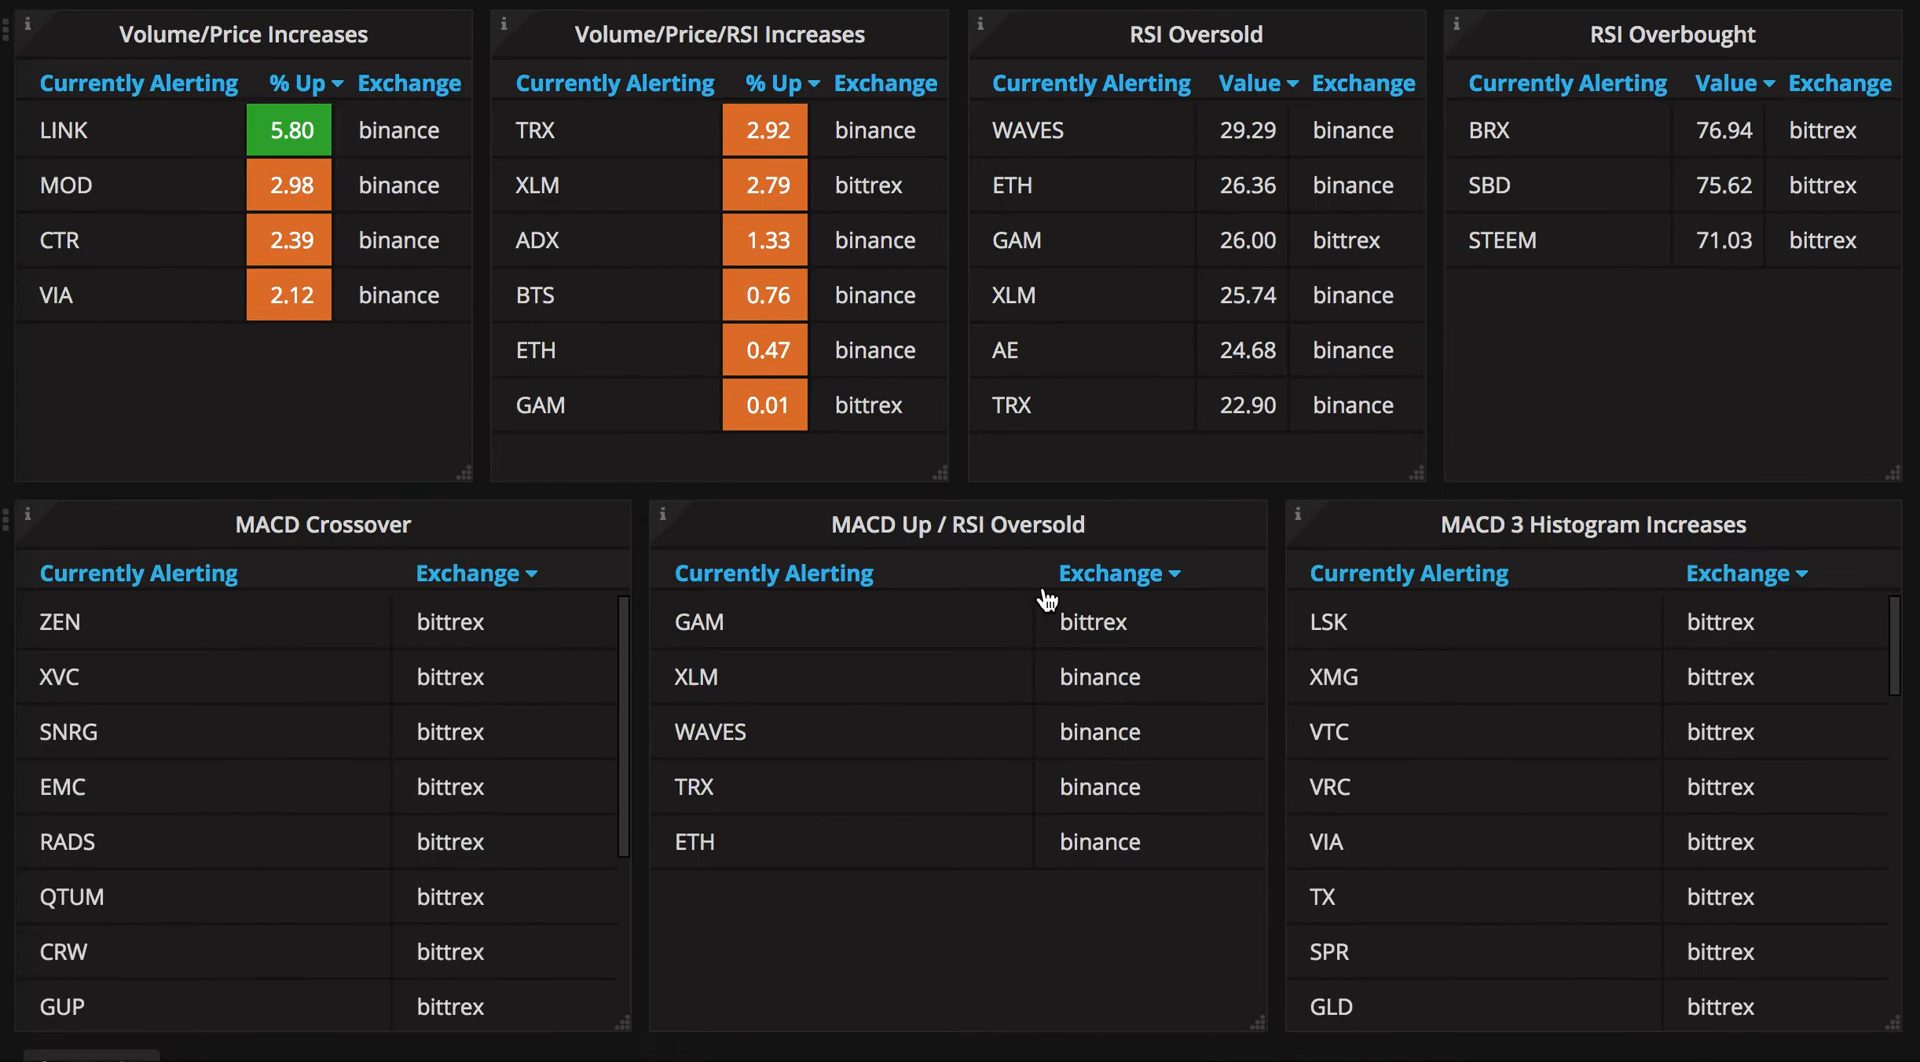 Volume/Price Increases
Currently Alerting % Up Exchange
LINK 5.80 binance
MOD 2.98 binance
CTR 2.39 binance
VIA 2.12 binance
Volume/Price/RSI Increases
Currently Alerting % Up Exchange
TRX 2.92 binance
XLM 2.79 bittrex
ADX 1.33 binance
BTS 0.76 binance
ETH 0.47 binance
GAM 0.01 bittrex
RSI Oversold
Currently Alerting Value Exchange
WAVES 29.29 binance
ETH 26.36 binance
GAM 26.00 bittrex
XLM 25.74 binance
AE 24.68 binance
TRX 22.90 binance
RSI Overbought
Currently Alerting Value Exchange
BRX 76.94 bittrex
SBD 75.62 bittrex
STEEM 71.03 bittrex
MACD Crossover
Currently Alerting Exchange
ZEN bittrex
XVC bittrex
SNRG bittrex
EMC bittrex
RADS bittrex
QTUM bittrex
CRW bittrex
GUP bittrex
MACD Up / RSI Oversold
Currently Alerting Exchange
GAM bittrex
XLM binance
WAVES binance
TRX binance
ETH binance
MACD 3 Histogram Increases
Currently Alerting Exchange
LSK bittrex
XMG bittrex
VTC bittrex
VRC bittrex
VIA bittrex
TX bittrex
SPR bittrex
GLD bittrex